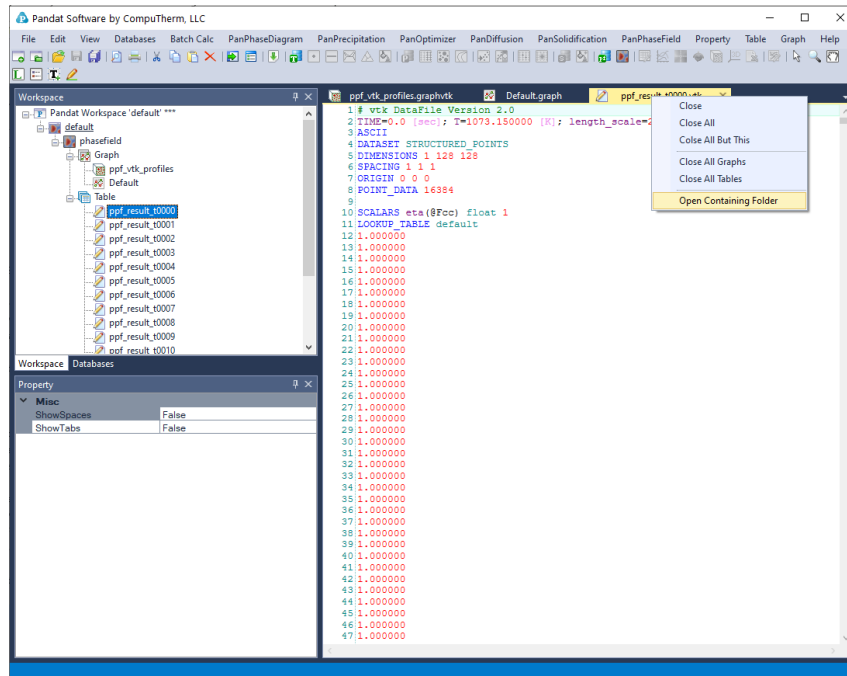 Pandat Software by CompuTherm, LLC
File Edit View Databases Batch Calc PanPhaseDiagram PanPrecipitation PanOptimizer PanDiffusion PanSolidification PanPhaseField Property Table Graph Help
Workspace
Pandat Workspace 'default' ***
default
phasefield
Graph
ppf_vtk_profiles
Default
Table
ppf_result_t0000
ppf_result_t0001
ppf_result_t0002
ppf_result_t0003
ppf_result_t0004
ppf_result_t0005
ppf_result_t0006
ppf_result_t0007
ppf_result_t0008
ppf_result_t0009
ppf_result_t0010
Workspace Databases
Property
Misc
ShowSpaces False
ShowTabs False
ppf_vtk_profiles.graphvtk Default.graph ppf_result_t0000.vtk
1 # vtk DataFile Version 2.0
2 TIME=0.0 [sec]; T=1073.150000 [K]; length_scale=2
3 ASCII
4 DATASET STRUCTURED_POINTS
5 DIMENSIONS 1 128 128
6 SPACING 1 1 1
7 ORIGIN 0 0 0
8 POINT_DATA 16384
9
10 SCALARS eta(@Fcc) float 1
11 LOOKUP_TABLE default
12 1.000000
13 1.000000
14 1.000000
15 1.000000
16 1.000000
17 1.000000
18 1.000000
19 1.000000
20 1.000000
21 1.000000
22 1.000000
23 1.000000
24 1.000000
25 1.000000
26 1.000000
27 1.000000
28 1.000000
29 1.000000
30 1.000000
31 1.000000
32 1.000000
33 1.000000
34 1.000000
35 1.000000
36 1.000000
37 1.000000
38 1.000000
39 1.000000
40 1.000000
41 1.000000
42 1.000000
43 1.000000
44 1.000000
45 1.000000
46 1.000000
47 1.000000
Close
Close All
Colse All But This
Close All Graphs
Close All Tables
Open Containing Folder